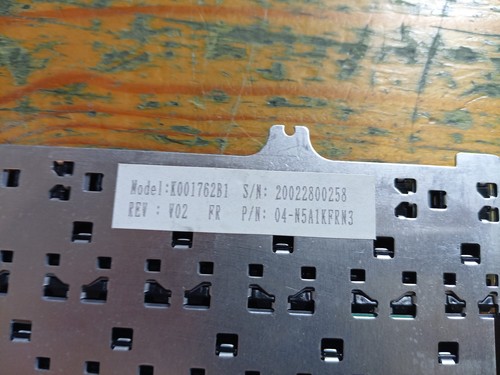 Model:K001762B1 S/N: 20022800258
REV : W02 FR P/N: 04-N5A1KFRN3